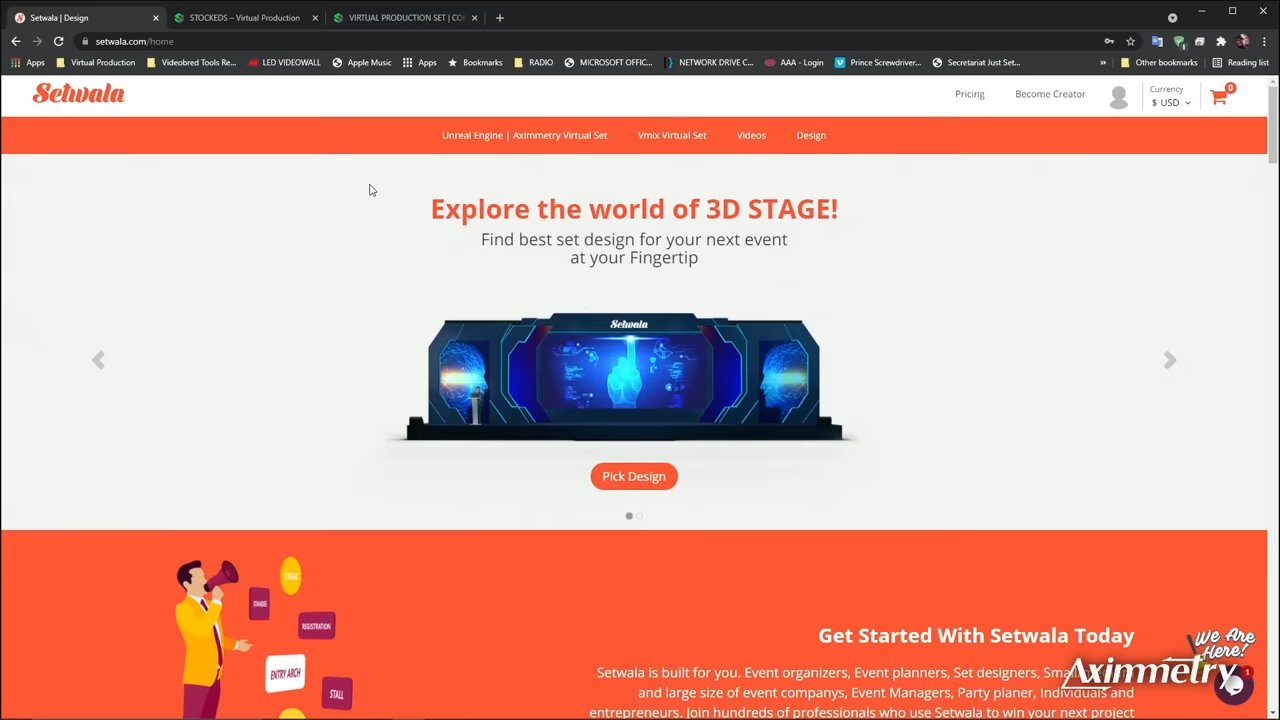 Setwala | Design
STOCKEDS – Virtual Production
VIRTUAL PRODUCTION SET | CO
setwala.com/home
Apps
Virtual Production
Videobred Tools Re...
LED VIDEOWALL
Apple Music
Apps
Bookmarks
RADIO
MICROSOFT OFFIC...
NETWORK DRIVE C...
AAA - Login
Prince Screwdriver...
Secretariat Just Set...
»
Other bookmarks
Reading list
Setwala
Pricing
Become Creator
Currency
$ USD
0
Unreal Engine | Aximmetry Virtual Set
Vmix Virtual Set
Videos
Design
Explore the world of 3D STAGE!
Find best set design for your next event
at your Fingertip
Setwala
Pick Design
STAGE
STANDEE
REGISTRATION
ENTRY ARCH
STALL
Get Started With Setwala Today
Setwala is built for you. Event organizers, Event planners, Set designers,
and large size of event companys, Event Managers, Party planer, Individuals and
entrepreneurs. Join hundreds of professionals who use Setwala to win your next project
We Are
Here!
Aximmetry
1